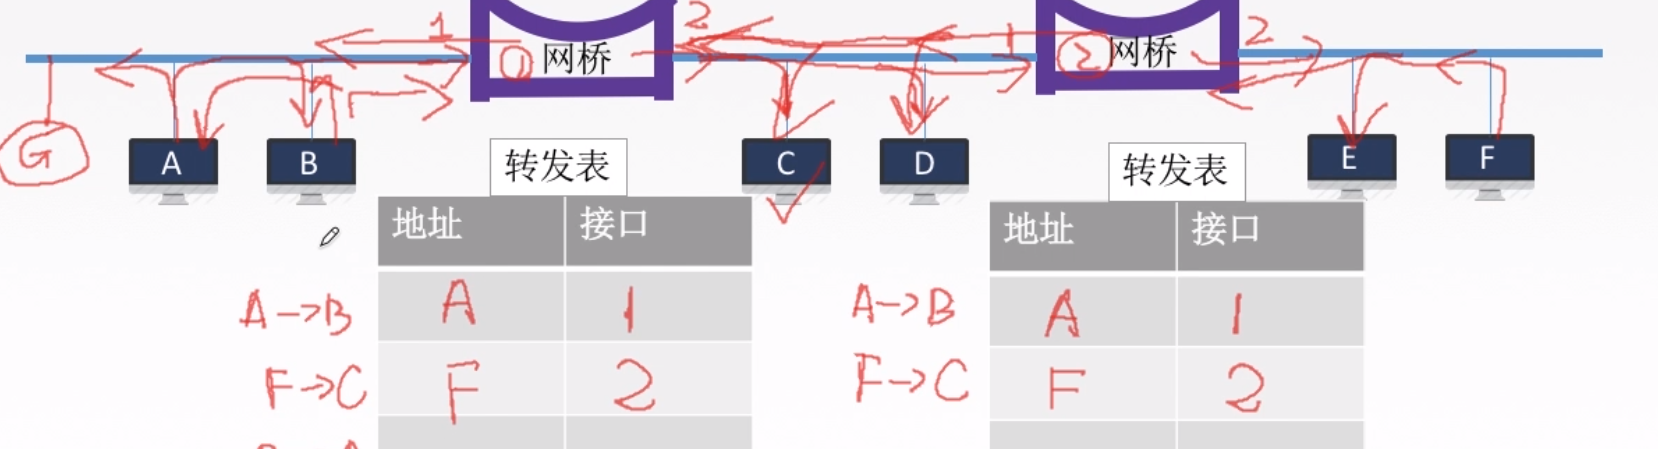 1 2 1 2
① 网桥 ② 网桥
G A B 转发表 C D 转发表 E F
地址 接口 地址 接口
A→B A 1 A→B A 1
F→C F 2 F→C F 2